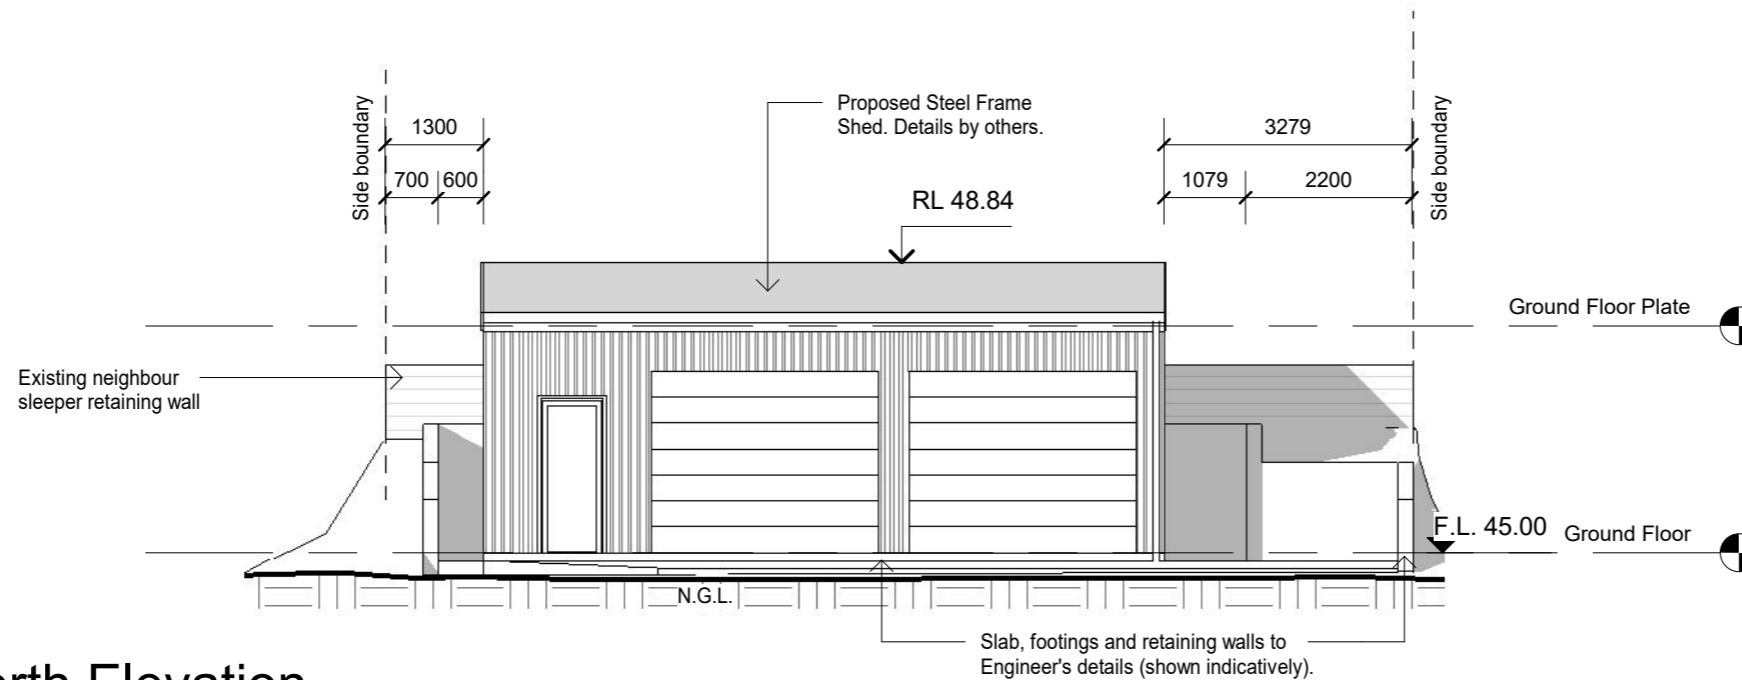 Side boundary
1300
700
600
Proposed Steel Frame
Shed. Details by others.
RL 48.84
3279
1079
2200
Side boundary
Ground Floor Plate
Existing neighbour
sleeper retaining wall
F.L. 45.00
Ground Floor
N.G.L.
Slab, footings and retaining walls to
Engineer's details (shown indicatively).
rth Elevation